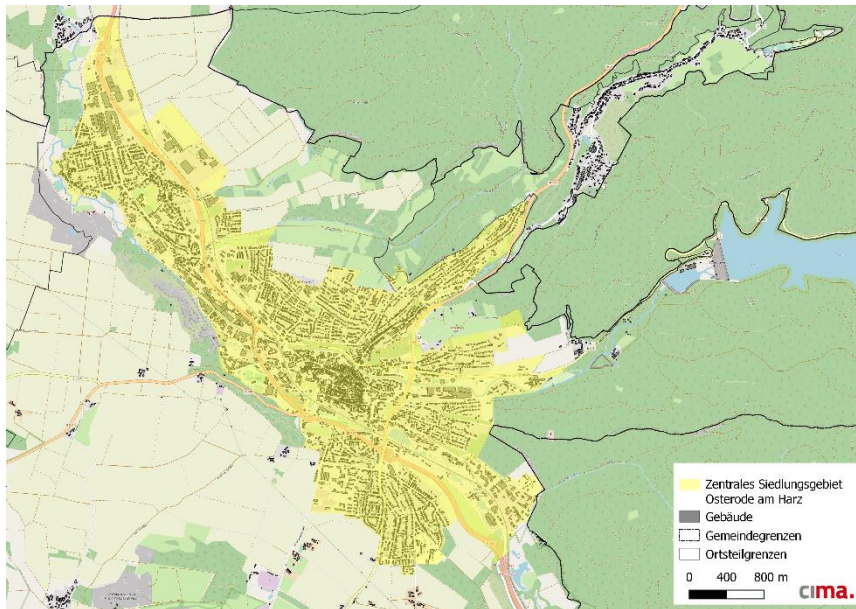 Zentrales Siedlungsgebiet
Osterode am Harz
Gebäude
Gemeindegrenzen
Ortsteilgrenzen
0 400 800 m
cima.